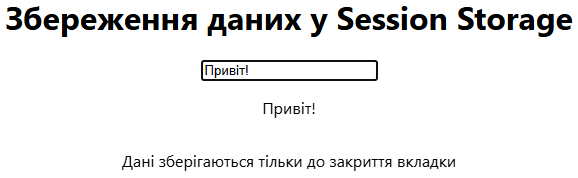 Збереження даних у Session Storage
Привіт!
Привіт!
Дані зберігаються тільки до закриття вкладки